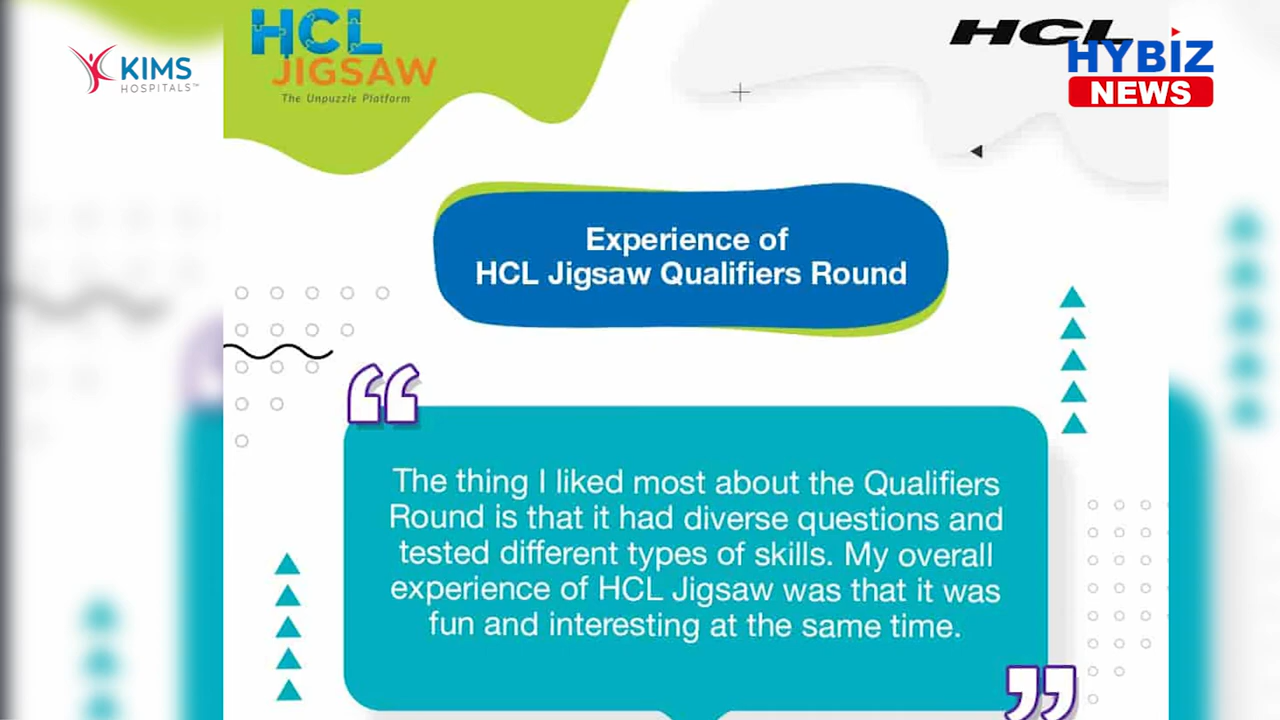 HCL
JIGSAW
The Unpuzzle Platform
KIMS
HOSPITALS™
HCL
HYBIZ
NEWS
Experience of
HCL Jigsaw Qualifiers Round
“
The thing I liked most about the Qualifiers
Round is that it had diverse questions and
tested different types of skills. My overall
experience of HCL Jigsaw was that it was
fun and interesting at the same time.
”